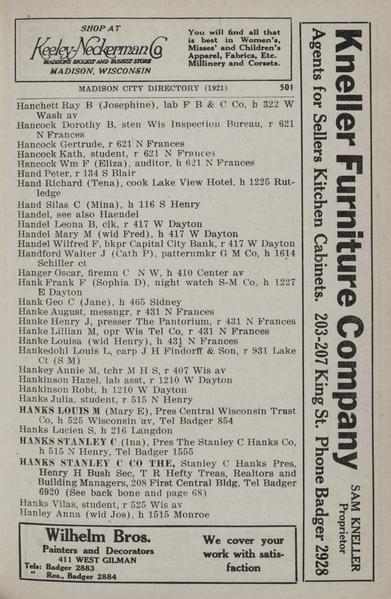 SHOP AT
Keeley-Neckerman Co
MADISON'S BIGGEST AND BUSIEST STORE
MADISON, WISCONSIN
You will find all that
is best in Women's,
Misses' and Children's
Apparel, Fabrics, Etc.
Millinery and Corsets.
MADISON CITY DIRECTORY (1921) 501
Hanchett Ray B (Josephine), lab F B & C Co, h 322 W
Wash av
Hancock Dorothy B, sten Wis Inspection Bureau, r 621
N Frances
Hancock Gertrude, r 621 N Frances
Hancock Kath, student, r 621 N Frances
Hancock Wm F (Eliza), auditor, h 621 N Frances
Hand Peter, r 134 S Blair
Hand Richard (Tena), cook Lake View Hotel, h 1225 Rut-
ledge
Hand Silas C (Mina), h 116 S Henry
Handel, see also Haendel
Handel Leona B, clk, r 417 W Dayton
Handel Mary M (wid Fred), h 417 W Dayton
Handel Wilfred F, bkpr Capital City Bank, r 417 W Dayton
Handford Walter J (Cath P), patternmkr G M Co, h 1614
Schiller ct
Hanger Oscar, firemn C N W, h 410 Center av
Hank Frank F (Sophia D), night watch S-M Co, h 1227
E Dayton
Hank Geo C (Jane), h 465 Sidney
Hanke August, messngr, r 431 N Frances
Hanke Henry J, presser The Pantorium, r 431 N Frances
Hanke Lillian M, opr Wis Tel Co, r 431 N Frances
Hanke Louisa (wid Henry), h 431 N Frances
Hankedohl Louis L, carp J H Findorff & Son, r 931 Lake
Ct (S M)
Hankey Annie M, tchr M H S, r 407 Wis av
Hankinson Hazel, lab asst, r 1210 W Dayton
Hankinson Robt, h 1210 W Dayton
Hanks Julia, student, r 515 N Henry
HANKS LOUIS M (Mary E), Pres Central Wisconsin Trust
Co, h 525 Wisconsin av, Tel Badger 854
Hanks Lucien S, h 216 Langdon
HANKS STANLEY C (Ina), Pres The Stanley C Hanks Co,
h 515 N Henry, Tel Badger 1555
HANKS STANLEY C CO THE, Stanley C Hanks Pres,
Henry H Bush Sec, T R Hefty Treas, Realtors and
Building Managers, 208 First Central Bldg, Tel Badger
6920 (See back bone and page 68)
Hanks Vilas, student, r 525 Wis av
Hanley Anna (wid Jos), h 1515 Monroe
Wilhelm Bros.
Painters and Decorators
411 WEST GILMAN
Tels: Badger 2883
" Res., Badger 2884
We cover your
work with satis-
faction
Kneller Furniture Company
SAM KNELLER
Proprietor
Agents for Sellers Kitchen Cabinets. 203-207 King St. Phone Badger 2928